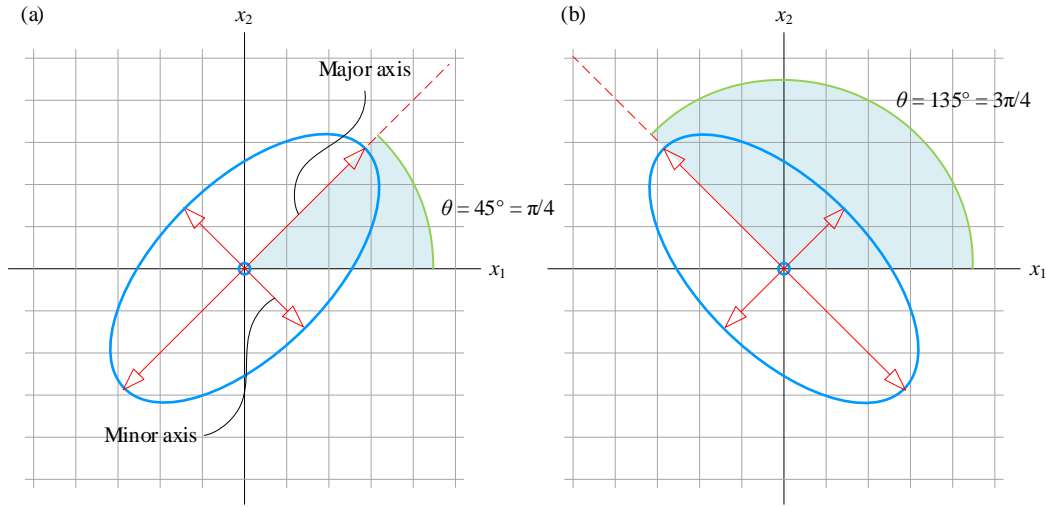 (a)
x2
Major axis
θ = 45° = π/4
x1
Minor axis
(b)
x2
θ = 135° = 3π/4
x1